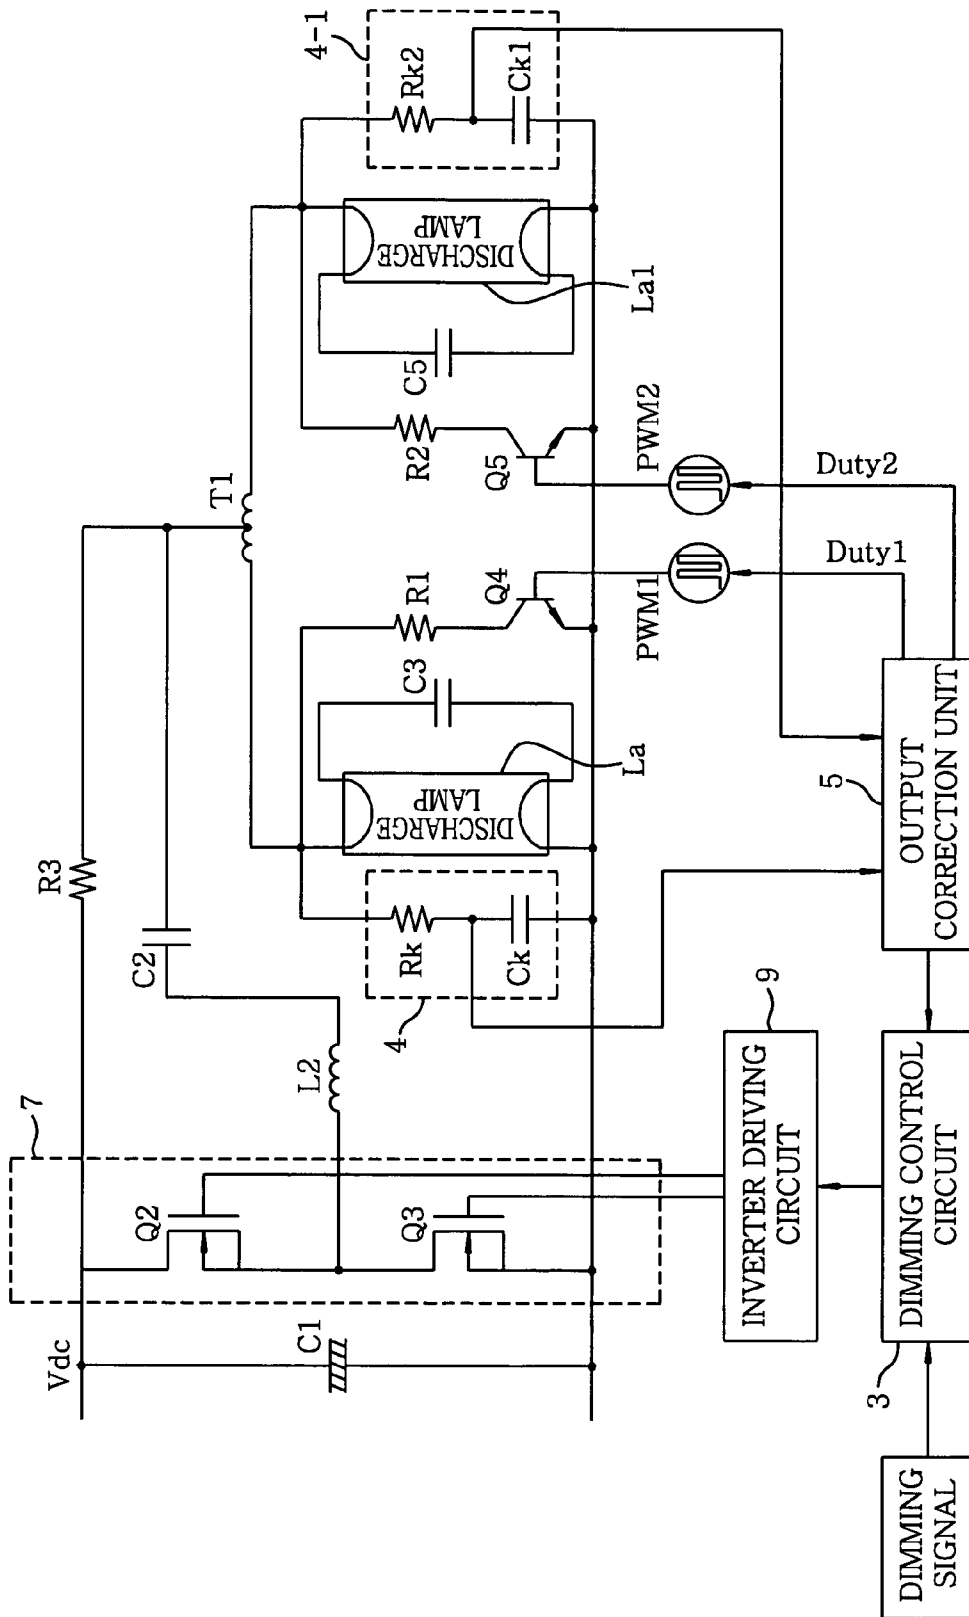 7
Vdc
C1
Q2
Q3
L2
C2
R3
T1
4
Rk
Ck
DISCHARGE
LAMP
La
C3
R1
Q4
PWM1
R2
Q5
PWM2
C5
DISCHARGE
LAMP
La1
4-1
Rk2
Ck1
Duty1
Duty2
9
INVERTER DRIVING
CIRCUIT
3
DIMMING CONTROL
CIRCUIT
5
OUTPUT
CORRECTION UNIT
DIMMING
SIGNAL